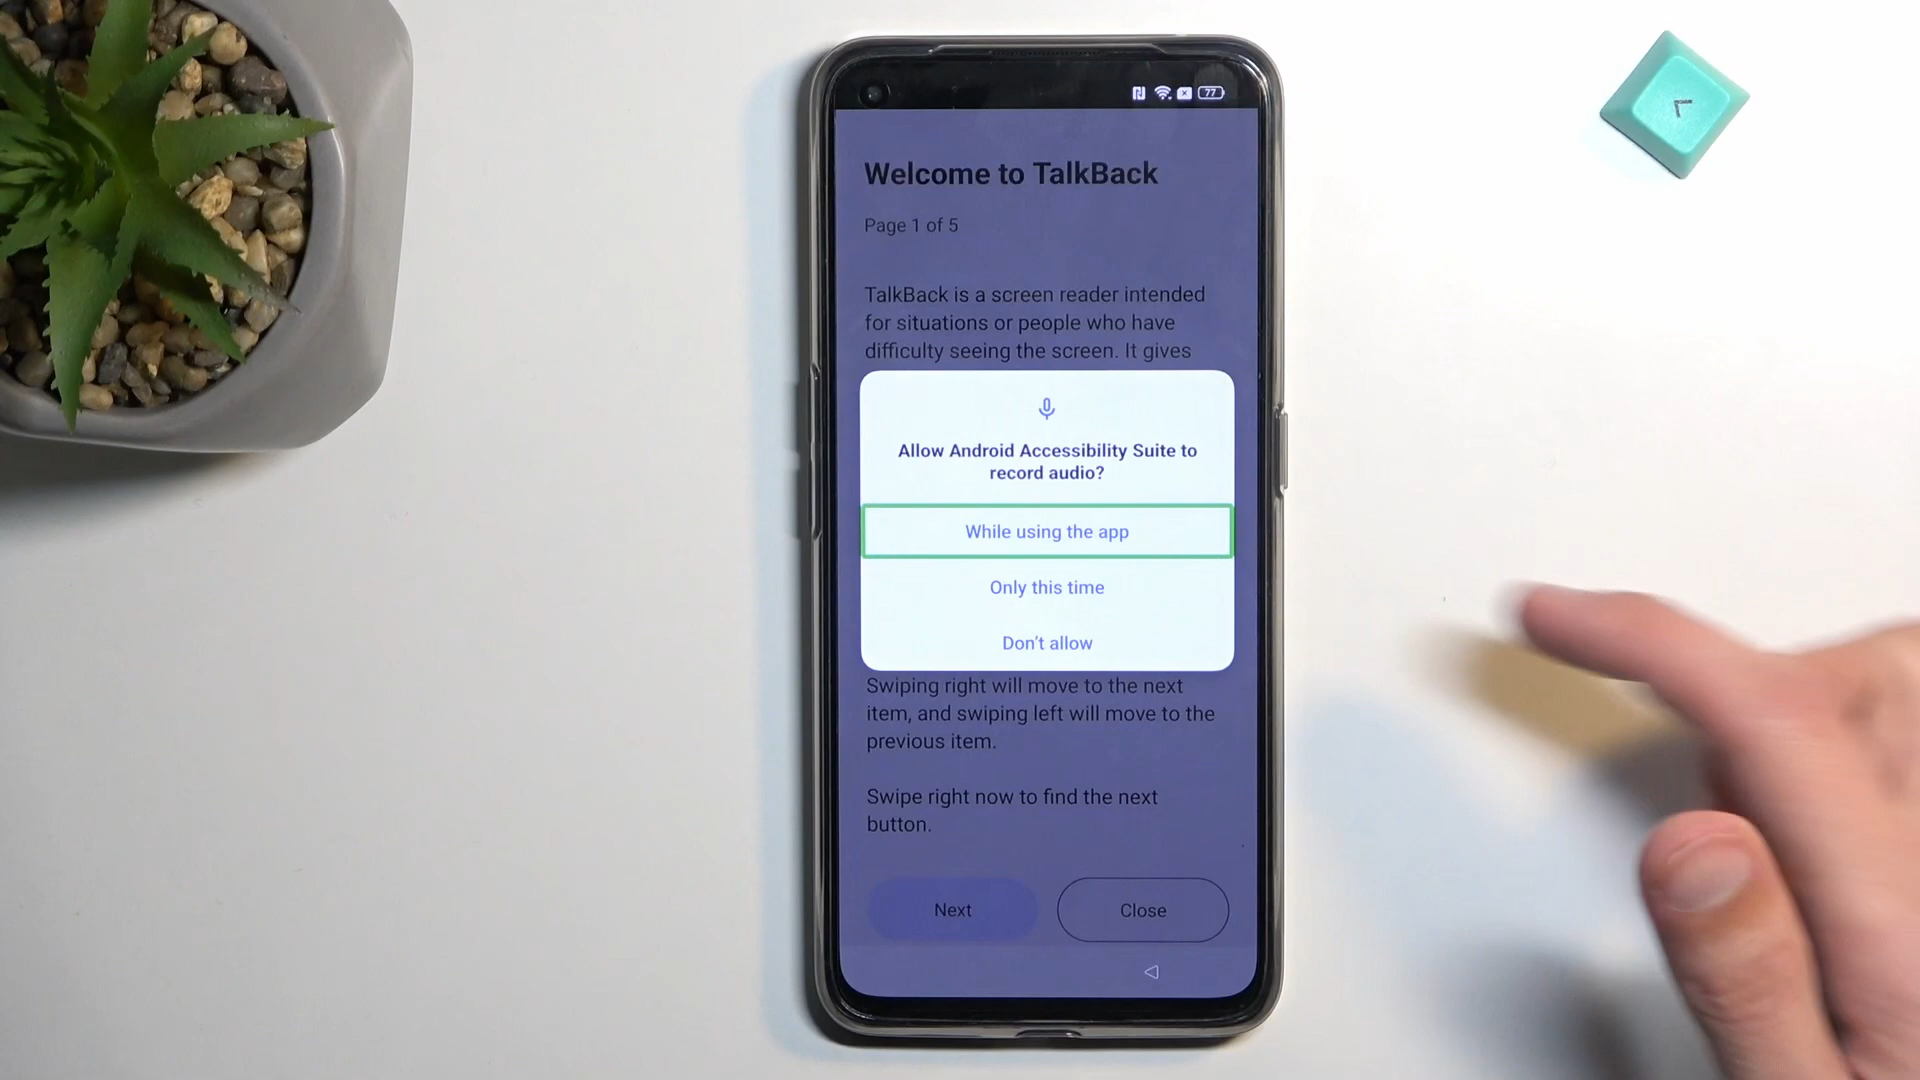 77
Welcome to TalkBack
Page 1 of 5
TalkBack is a screen reader intended
for situations or people who have
difficulty seeing the screen. It gives
Allow Android Accessibility Suite to
record audio?
While using the app
Only this time
Don't allow
Swiping right will move to the next
item, and swiping left will move to the
previous item.
Swipe right now to find the next
button.
Next
Close